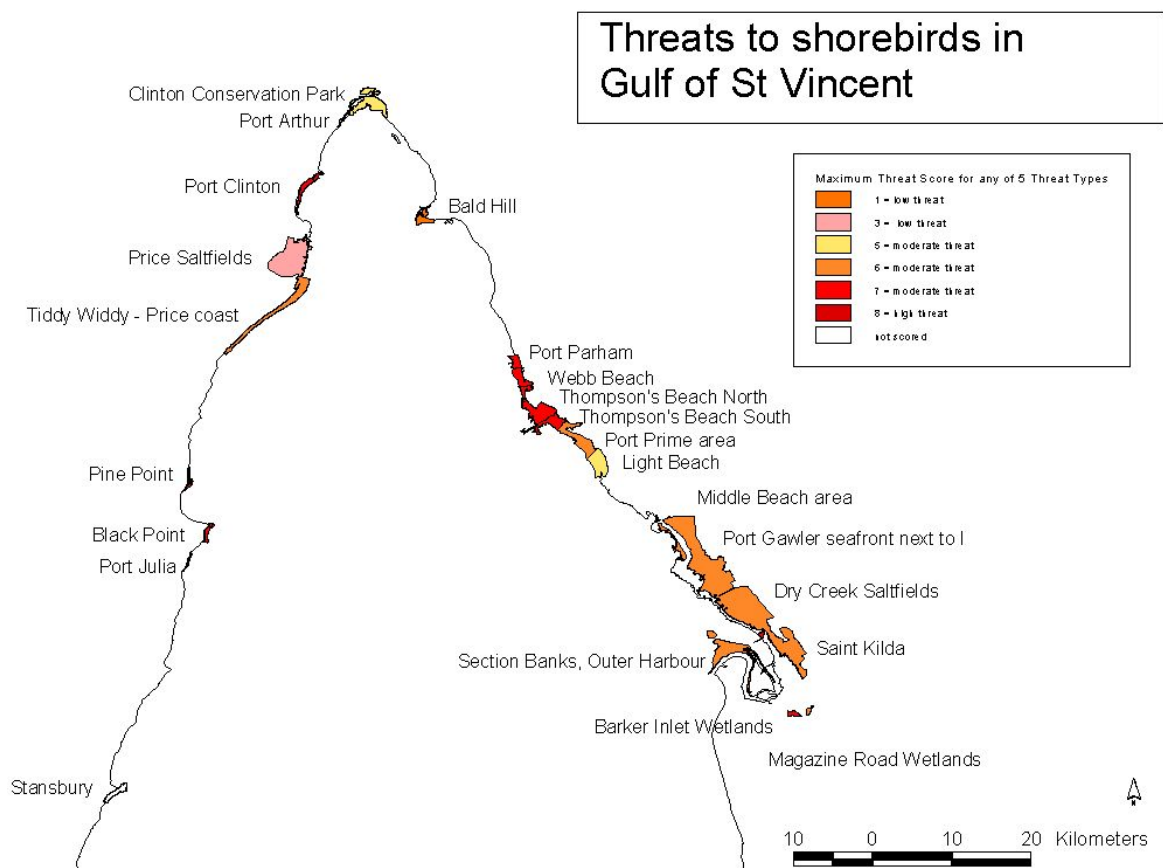 Threats to shorebirds in
Gulf of St Vincent
Clinton Conservation Park
Port Arthur
Port Clinton
Bald Hill
Price Saltfields
Tiddy Widdy - Price coast
Maximum Threat Score for any of 5 Threat Types
1 = low threat
3 = low threat
5 = moderate threat
6 = moderate threat
7 = moderate threat
8 = high threat
not scored
Port Parham
Webb Beach
Thompson's Beach North
Thompson's Beach South
Port Prime area
Light Beach
Pine Point
Middle Beach area
Black Point
Port Gawler seafront next to l
Port Julia
Dry Creek Saltfields
Saint Kilda
Section Banks, Outer Harbour
Barker Inlet Wetlands
Magazine Road Wetlands
Stansbury
N
10 0 10 20 Kilometers